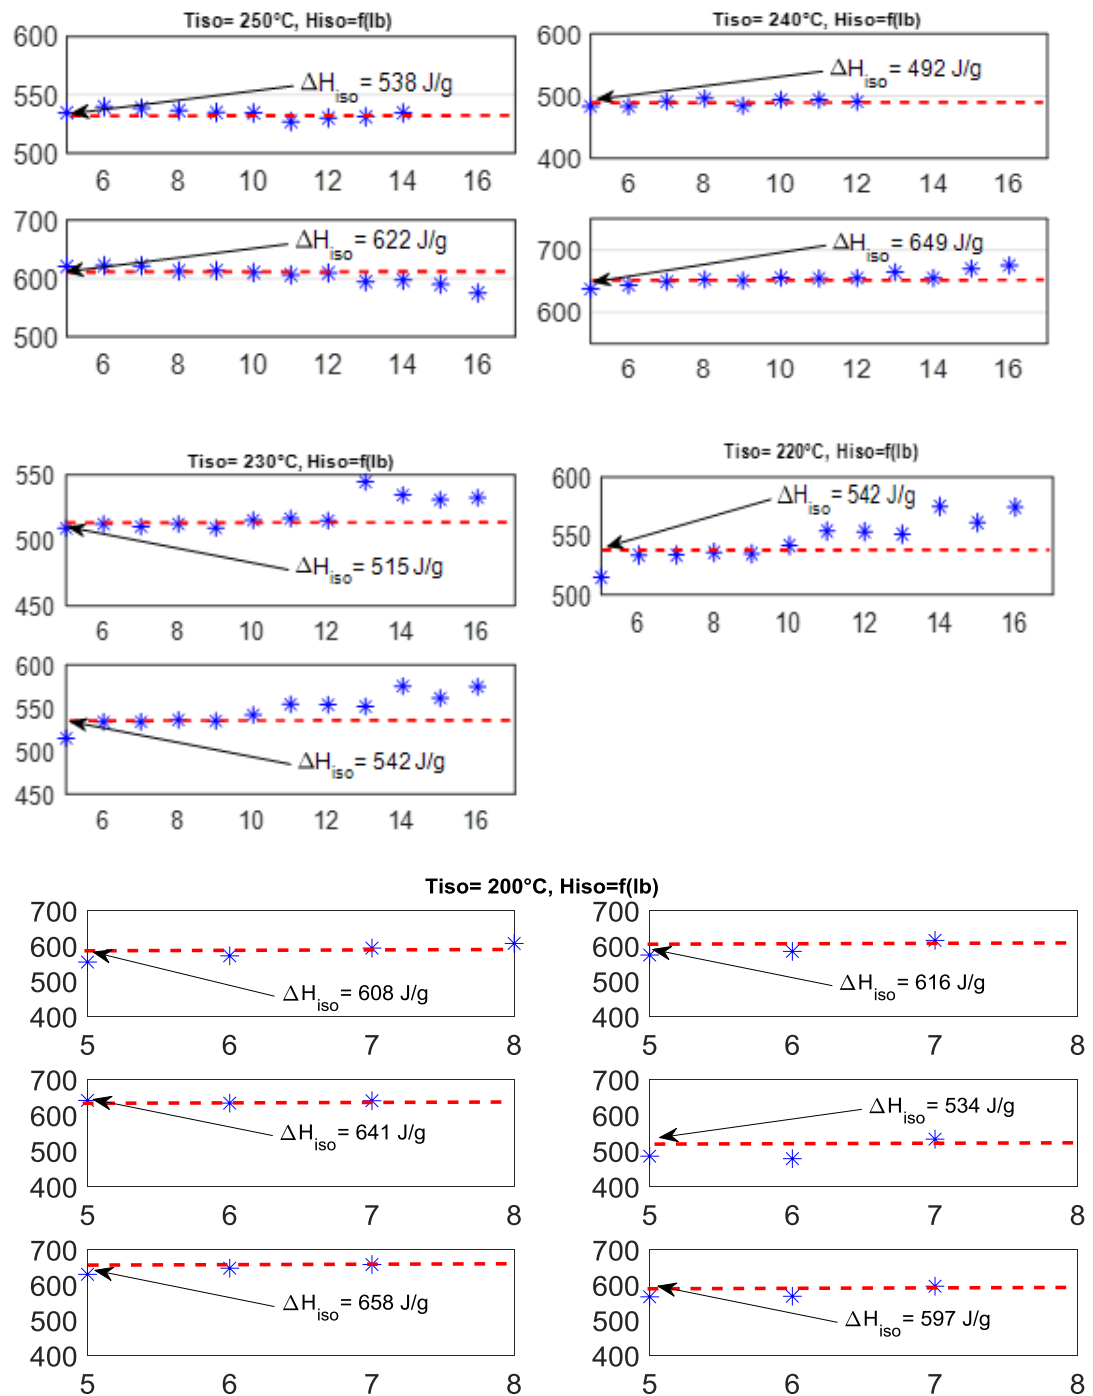 Tiso= 250°C, Hiso=f(lb)
600
550
500
ΔHiso= 538 J/g
6 8 10 12 14 16
700
600
500
ΔHiso= 622 J/g
6 8 10 12 14 16
Tiso= 240°C, Hiso=f(lb)
600
500
400
ΔHiso= 492 J/g
6 8 10 12 14 16
700
600
ΔHiso= 649 J/g
6 8 10 12 14 16
Tiso= 230°C, Hiso=f(lb)
550
500
450
ΔHiso= 515 J/g
6 8 10 12 14 16
600
550
500
450
ΔHiso= 542 J/g
6 8 10 12 14 16
Tiso= 220°C, Hiso=f(lb)
600
550
500
ΔHiso= 542 J/g
6 8 10 12 14 16
Tiso= 200°C, Hiso=f(lb)
700
600
500
400
ΔHiso= 608 J/g
5 6 7 8
700
600
500
400
ΔHiso= 616 J/g
5 6 7 8
700
600
500
400
ΔHiso= 641 J/g
5 6 7 8
700
600
500
400
ΔHiso= 534 J/g
5 6 7 8
700
600
500
400
ΔHiso= 658 J/g
5 6 7 8
700
600
500
400
ΔHiso= 597 J/g
5 6 7 8